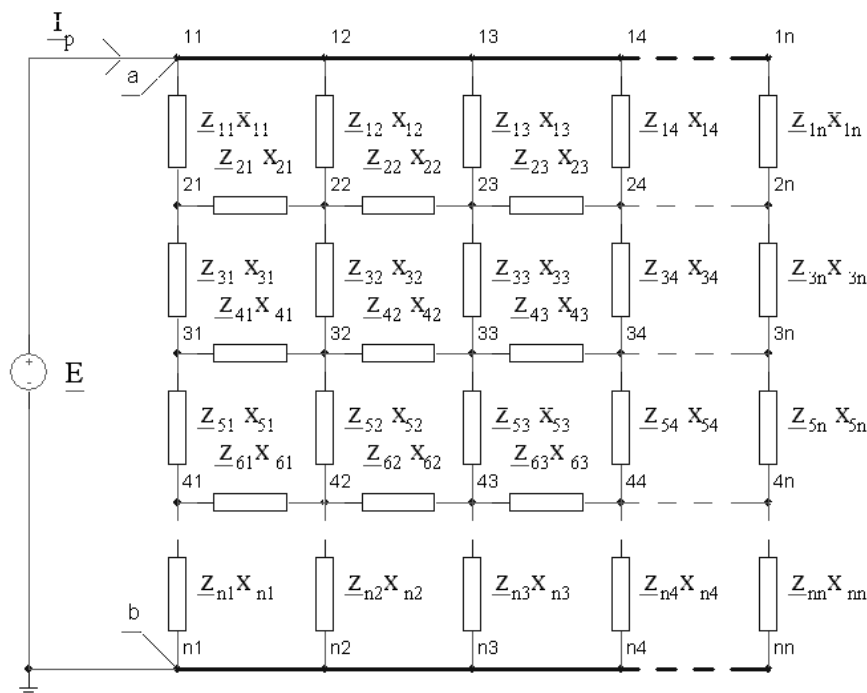 I_p 11 12 13 14 1n
a
Z_11 X_11 Z_12 X_12 Z_13 X_13 Z_14 X_14 Z_1n X_1n
Z_21 X_21 Z_22 X_22 Z_23 X_23
21 22 23 24 2n
Z_31 X_31 Z_32 X_32 Z_33 X_33 Z_34 X_34 Z_3n X_3n
Z_41 X_41 Z_42 X_42 Z_43 X_43
31 32 33 34 3n
+
- E
Z_51 X_51 Z_52 X_52 Z_53 X_53 Z_54 X_54 Z_5n X_5n
Z_61 X_61 Z_62 X_62 Z_63 X_63
41 42 43 44 4n
Z_n1 X_n1 Z_n2 X_n2 Z_n3 X_n3 Z_n4 X_n4 Z_nn X_nn
b
n1 n2 n3 n4 nn